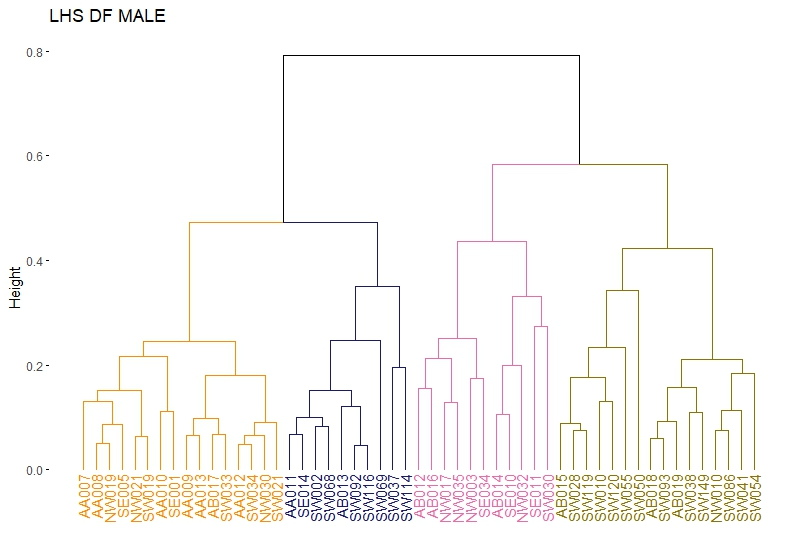 LHS DF MALE
Height
0.8
0.6
0.4
0.2
0.0
AA007
AA008
NW019
SE005
NW021
SW019
AA010
SE001
AA009
AA013
AB017
SW033
AA012
SW034
NW030
SW021
AA011
SE014
SW002
SW068
AB013
SW092
SW116
SW069
SW037
SW114
AB012
AB016
NW017
NW035
NW003
SE034
AB014
SE010
NW032
SE011
SW030
AB015
SW028
SW119
SW010
SW120
SW055
SW050
AB018
SW093
AB019
SW038
SW149
NW010
SW086
SW041
SW054